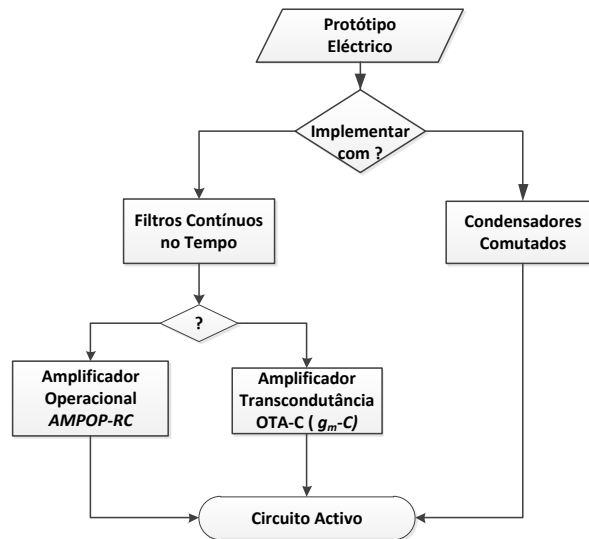 Protótipo
Eléctrico
Implementar
com ?
Filtros Contínuos
no Tempo
Condensadores
Comutados
?
Amplificador
Operacional
AMPOP-RC
Amplificador
Transcondutância
OTA-C ( gm-C)
Circuito Activo